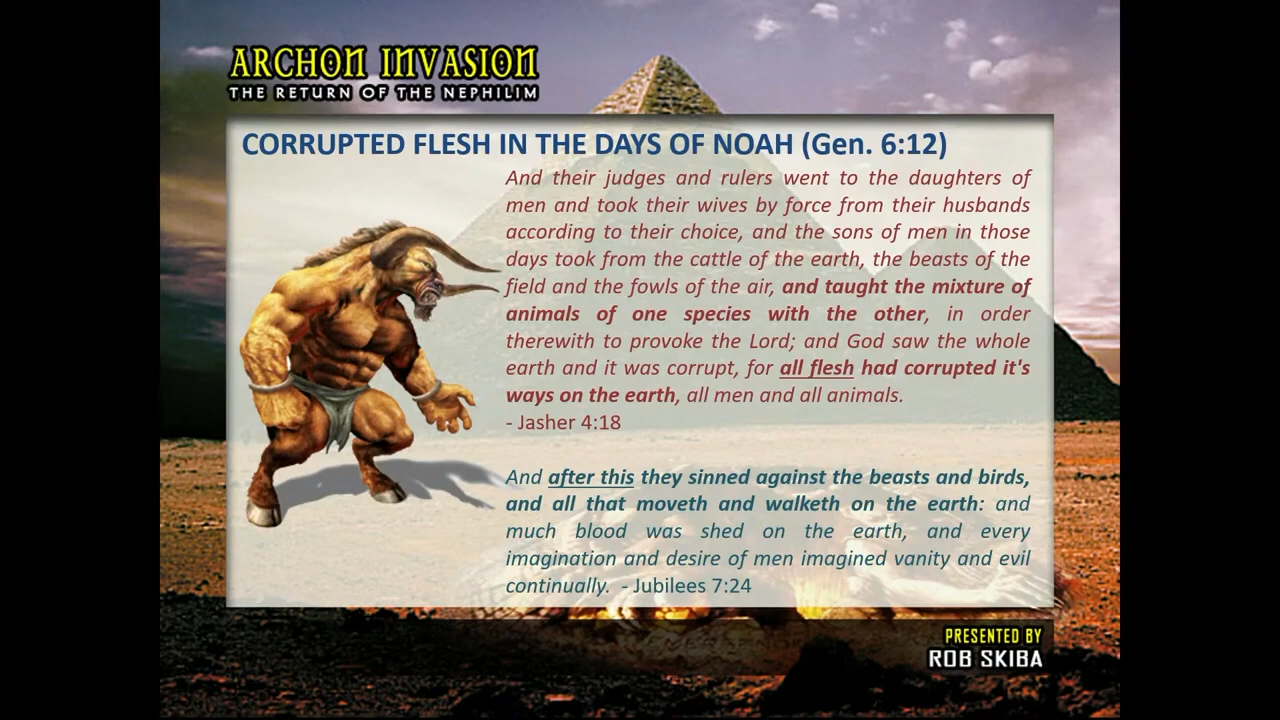 ARCHON INVASION
THE RETURN OF THE NEPHILIM
CORRUPTED FLESH IN THE DAYS OF NOAH (Gen. 6:12)
And their judges and rulers went to the daughters of
men and took their wives by force from their husbands
according to their choice, and the sons of men in those
days took from the cattle of the earth, the beasts of the
field and the fowls of the air, and taught the mixture of
animals of one species with the other, in order
therewith to provoke the Lord; and God saw the whole
earth and it was corrupt, for all flesh had corrupted it's
ways on the earth, all men and all animals.
- Jasher 4:18
And after this they sinned against the beasts and birds,
and all that moveth and walketh on the earth: and
much blood was shed on the earth, and every
imagination and desire of men imagined vanity and evil
continually. - Jubilees 7:24
PRESENTED BY
ROB SKIBA